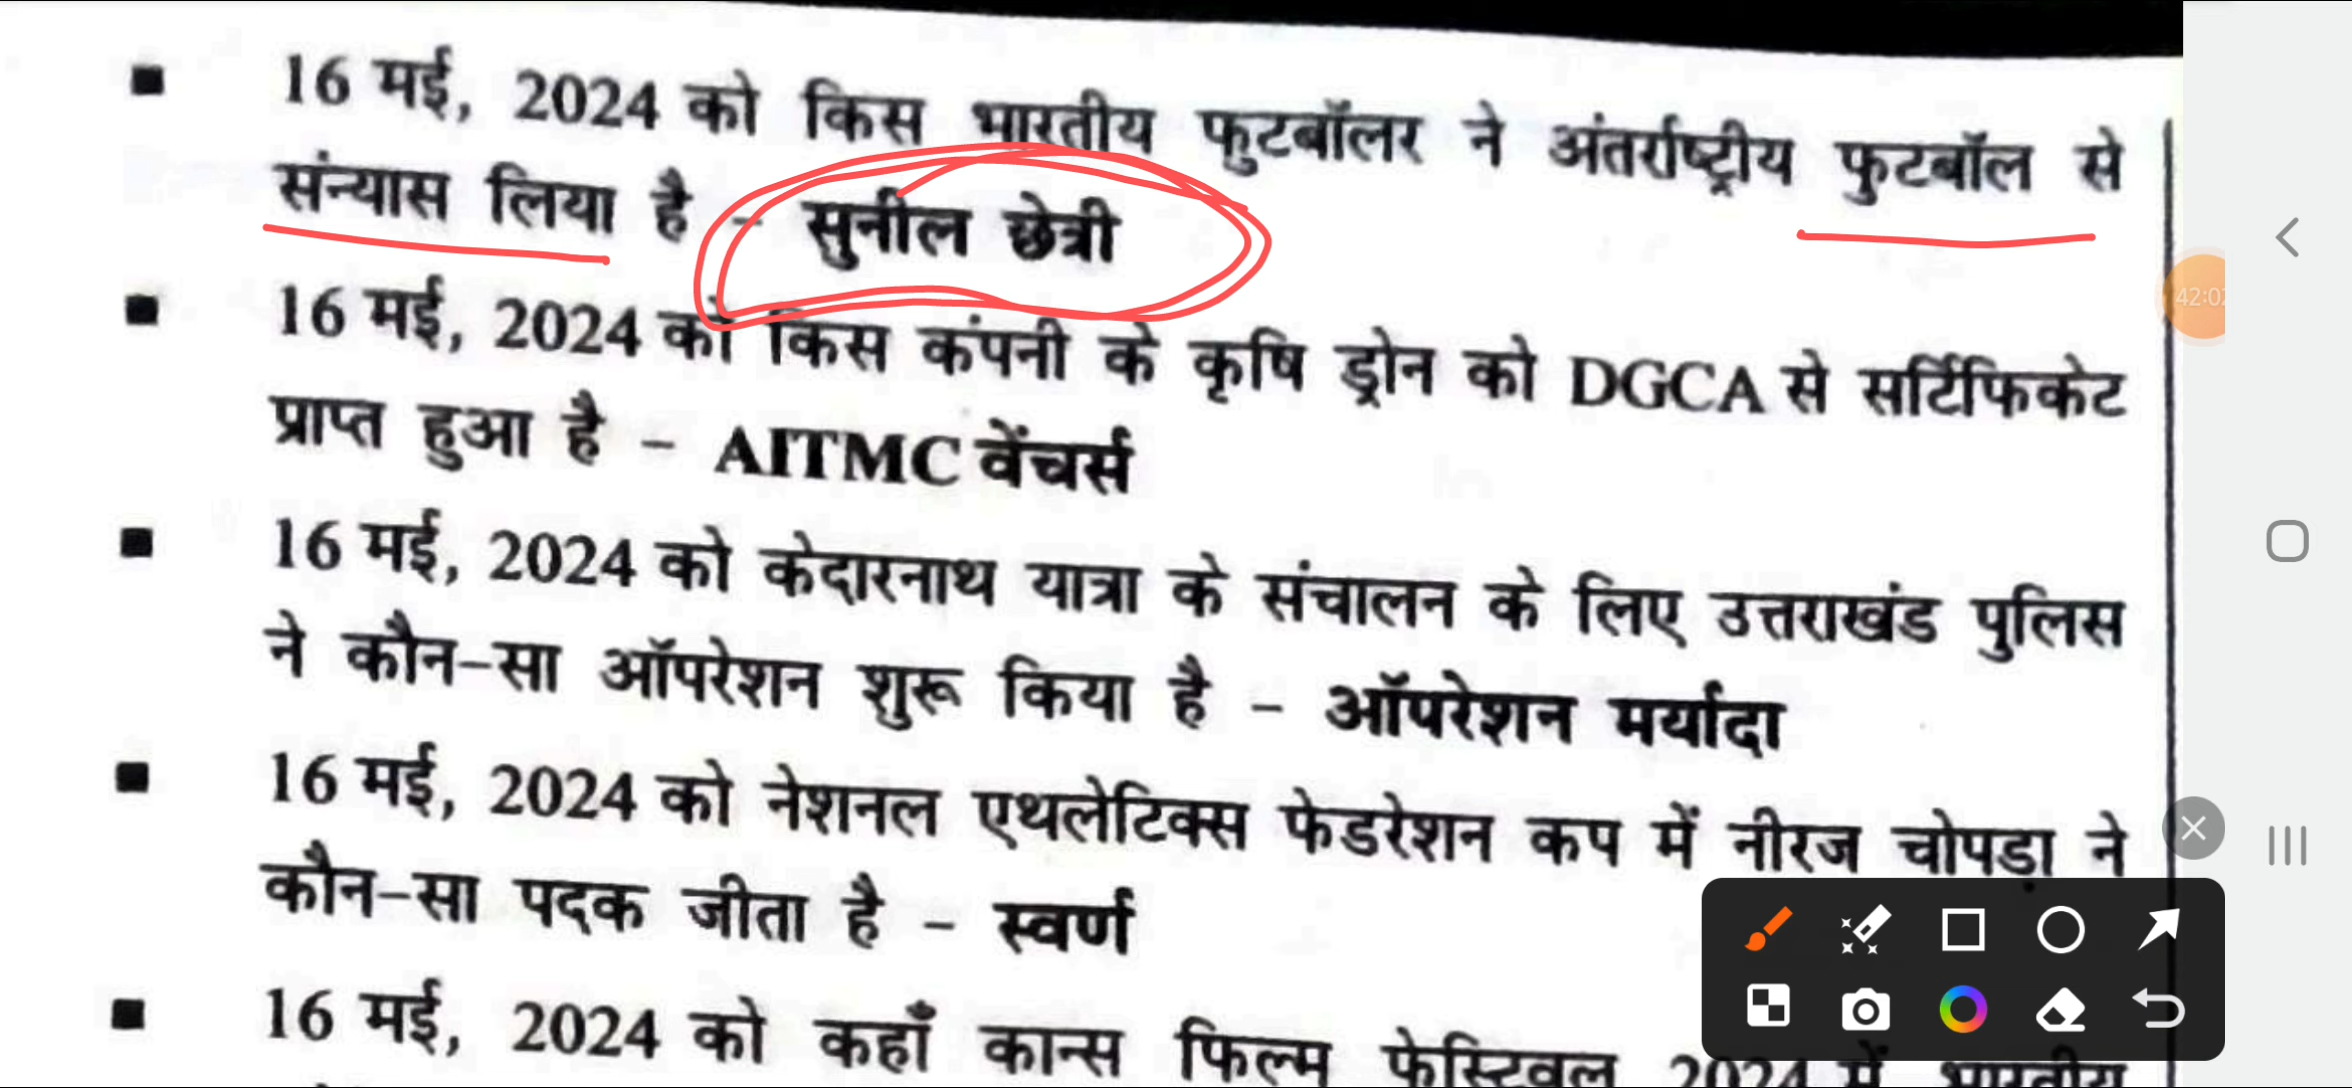 16 मई, 2024 को किस भारतीय फुटबॉलर ने अंतर्राष्ट्रीय फुटबॉल से
संन्यास लिया है - सुनील छेत्री
16 मई, 2024 को किस कंपनी के कृषि ड्रोन को DGCA से सर्टिफिकेट
प्राप्त हुआ है - AITMC वेंचर्स
16 मई, 2024 को केदारनाथ यात्रा के संचालन के लिए उत्तराखंड पुलिस
ने कौन-सा ऑपरेशन शुरू किया है - ऑपरेशन मर्यादा
16 मई, 2024 को नेशनल एथलेटिक्स फेडरेशन कप में नीरज चोपड़ा ने
कौन-सा पदक जीता है - स्वर्ण
16 मई, 2024 को कहाँ कान्स फिल्म फेस्टिवल 2024 में भारतीय